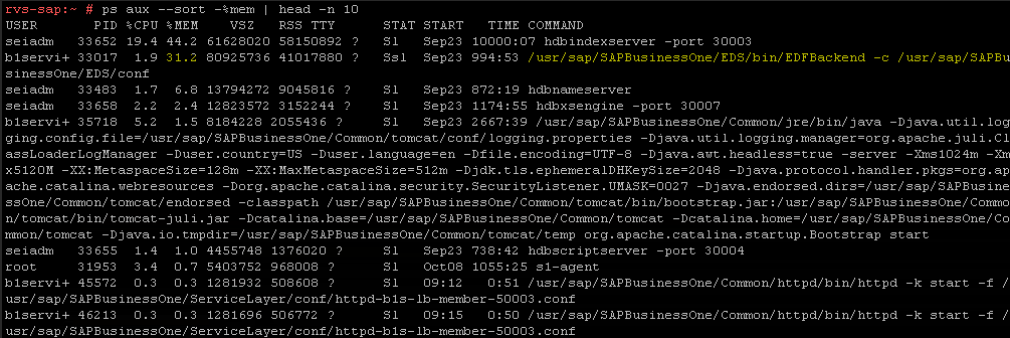 rvs-sap:~ # ps aux --sort -%mem | head -n 10
USER       PID %CPU %MEM    VSZ   RSS TTY      STAT START   TIME COMMAND
seiadm   33652 19.4 44.2 61628020 58150892 ?   Sl   Sep23 10000:07 hdbindexserver -port 30003
b1servi+ 33017  1.9 31.2 80925736 41017880 ?   Ssl  Sep23 994:53 /usr/sap/SAPBusinessOne/EDS/bin/EDFBackend -c /usr/sap/SAPBu
sinessOne/EDS/conf
seiadm   33483  1.7  6.8 13794272 9045816 ?    Sl   Sep23 872:19 hdbnameserver
seiadm   33658  2.2  2.4 12823572 3152244 ?    Sl   Sep23 1174:55 hdbxsengine -port 30007
b1servi+ 35718  5.2  1.5 8184228 2055436 ?     Sl   Sep23 2667:39 /usr/sap/SAPBusinessOne/Common/jre/bin/java -Djava.util.log
ging.config.file=/usr/sap/SAPBusinessOne/Common/tomcat/conf/logging.properties -Djava.util.logging.manager=org.apache.juli.Cl
assLoaderLogManager -Duser.country=US -Duser.language=en -Dfile.encoding=UTF-8 -Djava.awt.headless=true -server -Xms1024m -Xm
x5120M -XX:MetaspaceSize=128m -XX:MaxMetaspaceSize=512m -Djdk.tls.ephemeralDHKeySize=2048 -Djava.protocol.handler.pkgs=org.ap
ache.catalina.webresources -Dorg.apache.catalina.security.SecurityListener.UMASK=0027 -Djava.endorsed.dirs=/usr/sap/SAPBusine
ssOne/Common/tomcat/endorsed -classpath /usr/sap/SAPBusinessOne/Common/tomcat/bin/bootstrap.jar:/usr/sap/SAPBusinessOne/Commo
n/tomcat/bin/tomcat-juli.jar -Dcatalina.base=/usr/sap/SAPBusinessOne/Common/tomcat -Dcatalina.home=/usr/sap/SAPBusinessOne/Co
mmon/tomcat -Djava.io.tmpdir=/usr/sap/SAPBusinessOne/Common/tomcat/temp org.apache.catalina.startup.Bootstrap start
seiadm   33655  1.4  1.0 4455748 1376020 ?     Sl   Sep23 738:42 hdbscriptserver -port 30004
root     31953  3.4  0.7 5403752 968008 ?      Sl   Oct08 1055:25 s1-agent
b1servi+ 45572  0.3  0.3 1281932 508608 ?      Sl   09:12   0:51 /usr/sap/SAPBusinessOne/Common/httpd/bin/httpd -k start -f /
usr/sap/SAPBusinessOne/ServiceLayer/conf/httpd-b1s-lb-member-50003.conf
b1servi+ 46213  0.3  0.3 1281696 506772 ?      Sl   09:15   0:50 /usr/sap/SAPBusinessOne/Common/httpd/bin/httpd -k start -f /
usr/sap/SAPBusinessOne/ServiceLayer/conf/httpd-b1s-lb-member-50003.conf